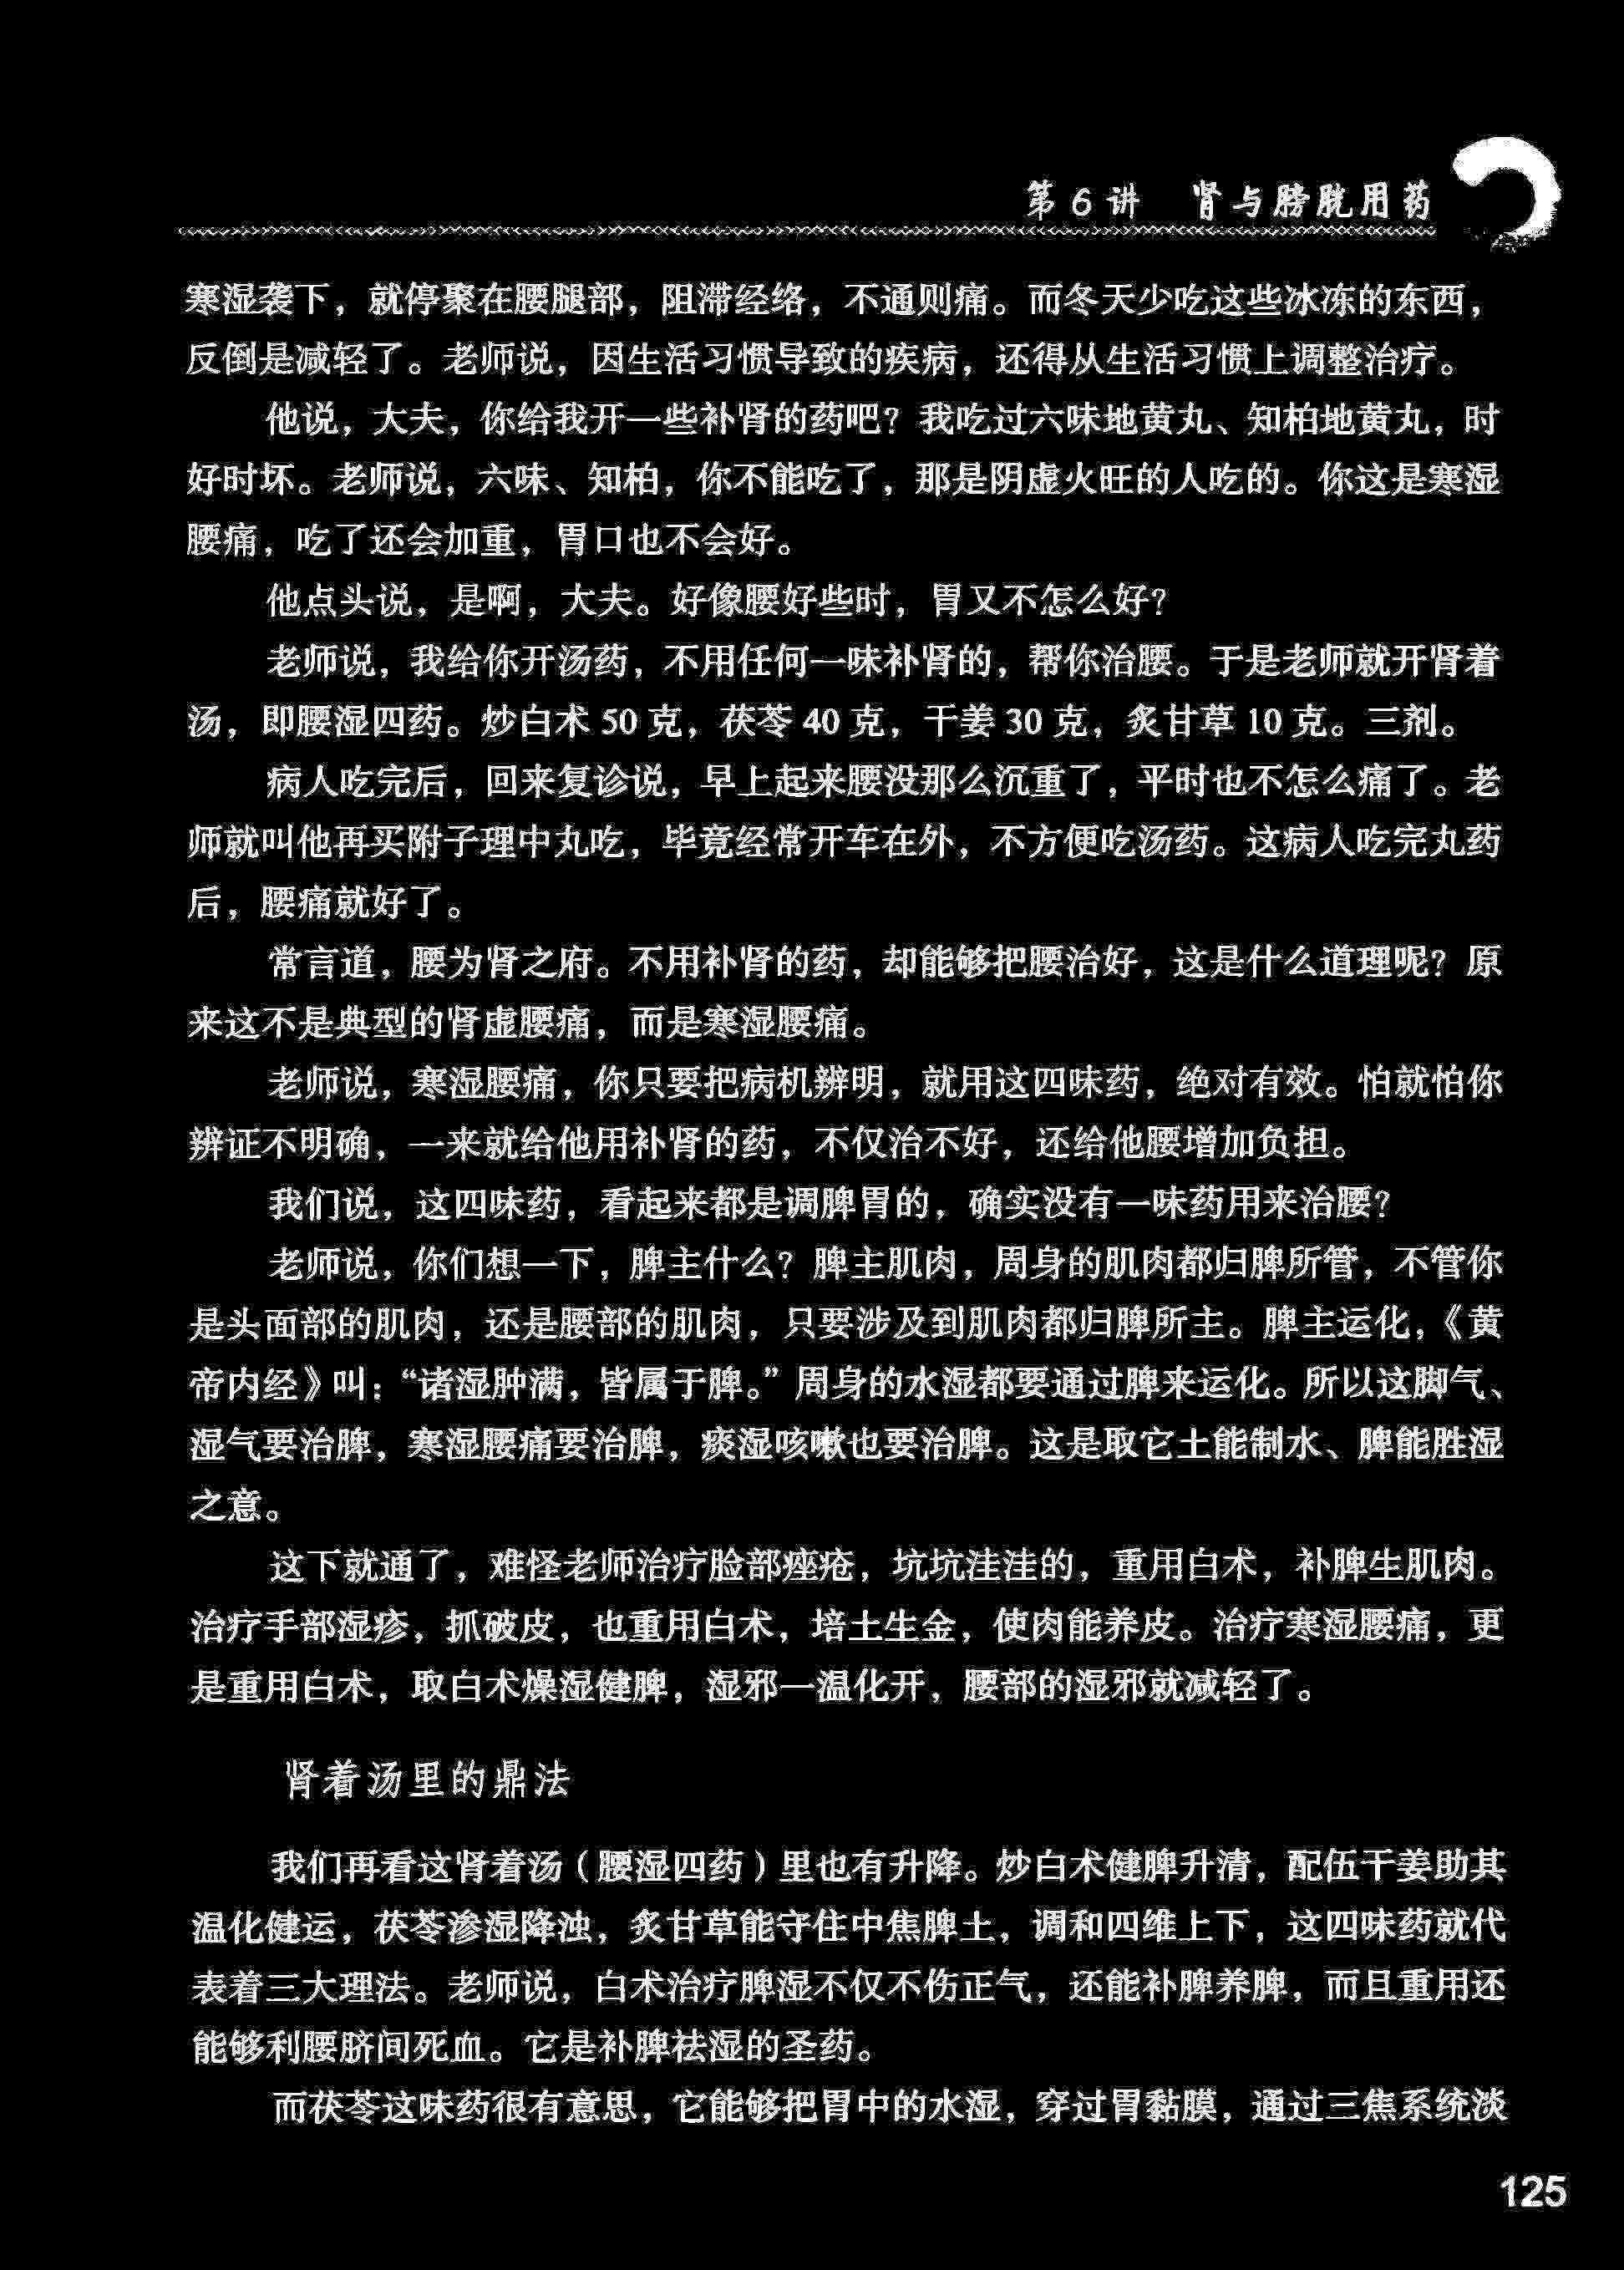 第6讲 肾与膀胱用药
寒湿袭下，就停聚在腰腿部，阻滞经络，不通则痛。而冬天少吃这些冰冻的东西，
反倒是减轻了。老师说，因生活习惯导致的疾病，还得从生活习惯上调整治疗。
他说，大夫，你给我开一些补肾的药吧？我吃过六味地黄丸、知柏地黄丸，时
好时坏。老师说，六味、知柏，你不能吃了，那是阴虚火旺的人吃的。你这是寒湿
腰痛，吃了还会加重，胃口也不会好。
他点头说，是啊，大夫。好像腰好些时，胃又不怎么好？
老师说，我给你开汤药，不用任何一味补肾的，帮你治腰。于是老师就开肾着
汤，即腰湿四药。炒白术50克，茯苓40克，干姜30克，炙甘草10克。三剂。
病人吃完后，回来复诊说，早上起来腰没那么沉重了，平时也不怎么痛了。老
师就叫他再买附子理中丸吃，毕竟经常开车在外，不方便吃汤药。这病人吃完丸药
后，腰痛就好了。
常言道，腰为肾之府。不用补肾的药，却能够把腰治好，这是什么道理呢？原
来这不是典型的肾虚腰痛，而是寒湿腰痛。
老师说，寒湿腰痛，你只要把病机辨明，就用这四味药，绝对有效。怕就怕你
辨证不明确，一来就给他用补肾的药，不仅治不好，还给他腰增加负担。
我们说，这四味药，看起来都是调脾胃的，确实没有一味药用来治腰？
老师说，你们想一下，脾主什么？脾主肌肉，周身的肌肉都归脾所管，不管你
是头面部的肌肉，还是腰部的肌肉，只要涉及到肌肉都归脾所主。脾主运化，《黄
帝内经》叫：“诸湿肿满，皆属于脾。”周身的水湿都要通过脾来运化。所以这脚气、
湿气要治脾，寒湿腰痛要治脾，痰湿咳嗽也要治脾。这是取它土能制水、脾能胜湿
之意。
这下就通了，难怪老师治疗脸部痤疮，坑坑洼洼的，重用白术，补脾生肌肉。
治疗手部湿疹，抓破皮，也重用白术，培土生金，使肉能养皮。治疗寒湿腰痛，更
是重用白术，取白术燥湿健脾，湿邪一温化开，腰部的湿邪就减轻了。
肾着汤里的鼎法
我们再看这肾着汤（腰湿四药）里也有升降。炒白术健脾升清，配伍干姜助其
温化健运，茯苓渗湿降浊，炙甘草能守住中焦脾土，调和四维上下，这四味药就代
表着三大理法。老师说，白术治疗脾湿不仅不伤正气，还能补脾养脾，而且重用还
能够利腰脐间死血。它是补脾祛湿的圣药。
而茯苓这味药很有意思，它能够把胃中的水湿，穿过胃黏膜，通过三焦系统淡
125